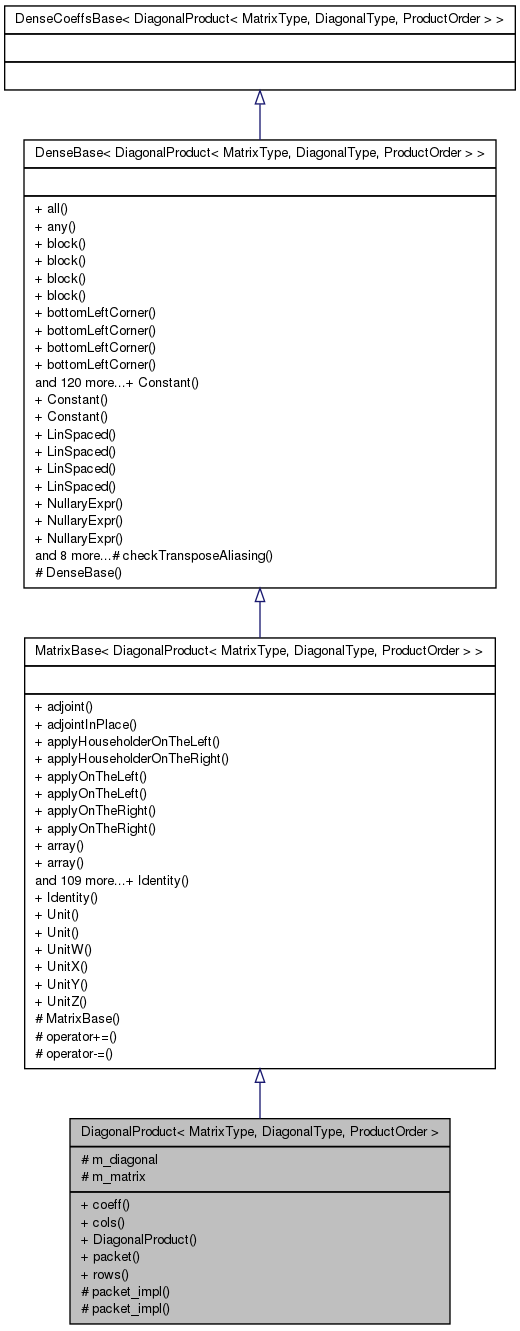 DenseCoeffsBase< DiagonalProduct< MatrixType, DiagonalType, ProductOrder > >
DenseBase< DiagonalProduct< MatrixType, DiagonalType, ProductOrder > >
+ all()
+ any()
+ block()
+ block()
+ block()
+ block()
+ bottomLeftCorner()
+ bottomLeftCorner()
+ bottomLeftCorner()
+ bottomLeftCorner()
and 120 more...+ Constant()
+ Constant()
+ Constant()
+ LinSpaced()
+ LinSpaced()
+ LinSpaced()
+ LinSpaced()
+ NullaryExpr()
+ NullaryExpr()
+ NullaryExpr()
and 8 more...# checkTransposeAliasing()
# DenseBase()
MatrixBase< DiagonalProduct< MatrixType, DiagonalType, ProductOrder > >
+ adjoint()
+ adjointInPlace()
+ applyHouseholderOnTheLeft()
+ applyHouseholderOnTheRight()
+ applyOnTheLeft()
+ applyOnTheLeft()
+ applyOnTheRight()
+ applyOnTheRight()
+ array()
+ array()
and 109 more...+ Identity()
+ Identity()
+ Unit()
+ Unit()
+ UnitW()
+ UnitX()
+ UnitY()
+ UnitZ()
# MatrixBase()
# operator+=()
# operator-=()
DiagonalProduct< MatrixType, DiagonalType, ProductOrder >
# m_diagonal
# m_matrix
+ coeff()
+ cols()
+ DiagonalProduct()
+ packet()
+ rows()
# packet_impl()
# packet_impl()